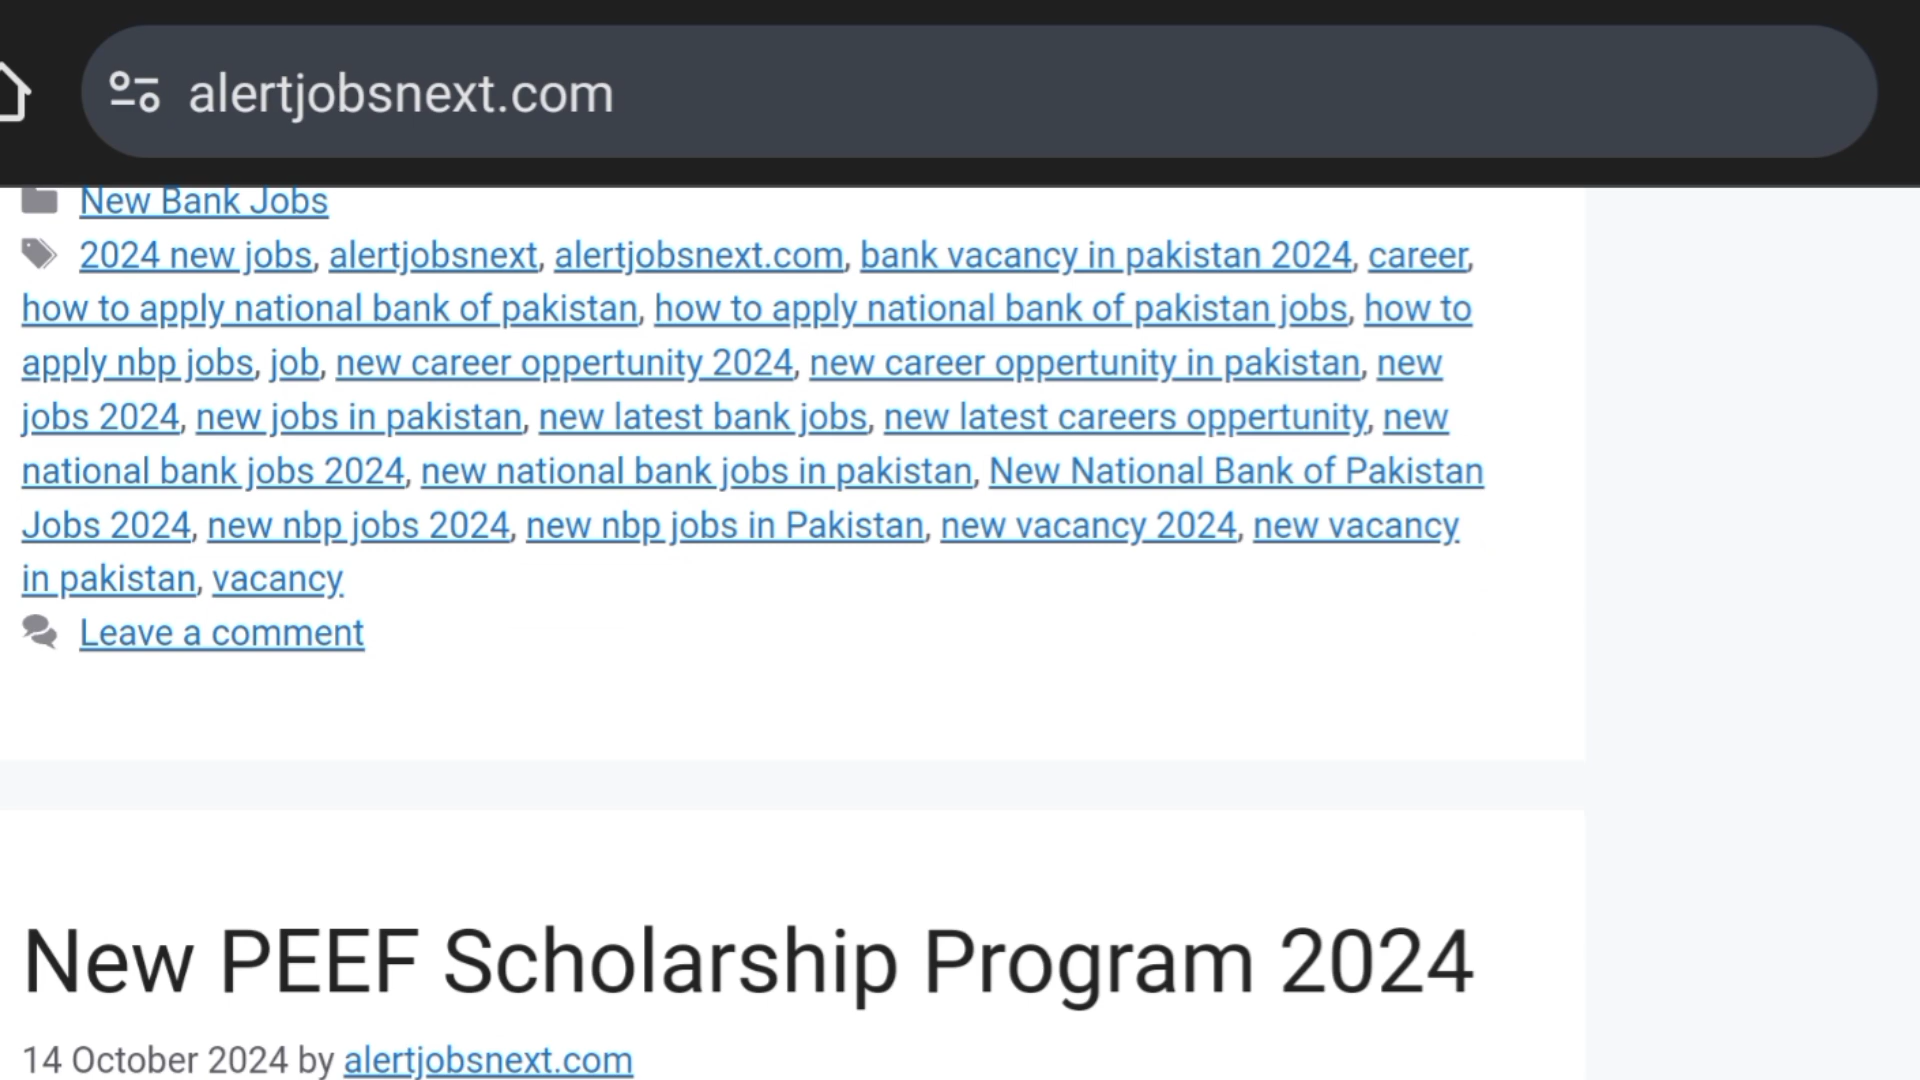 alertjobsnext.com
New Bank Jobs
2024 new jobs, alertjobsnext, alertjobsnext.com, bank vacancy in pakistan 2024, career,
how to apply national bank of pakistan, how to apply national bank of pakistan jobs, how to
apply nbp jobs, job, new career oppertunity 2024, new career oppertunity in pakistan, new
jobs 2024, new jobs in pakistan, new latest bank jobs, new latest careers oppertunity, new
national bank jobs 2024, new national bank jobs in pakistan, New National Bank of Pakistan
Jobs 2024, new nbp jobs 2024, new nbp jobs in Pakistan, new vacancy 2024, new vacancy
in pakistan, vacancy
Leave a comment
New PEEF Scholarship Program 2024
14 October 2024 by alertjobsnext.com